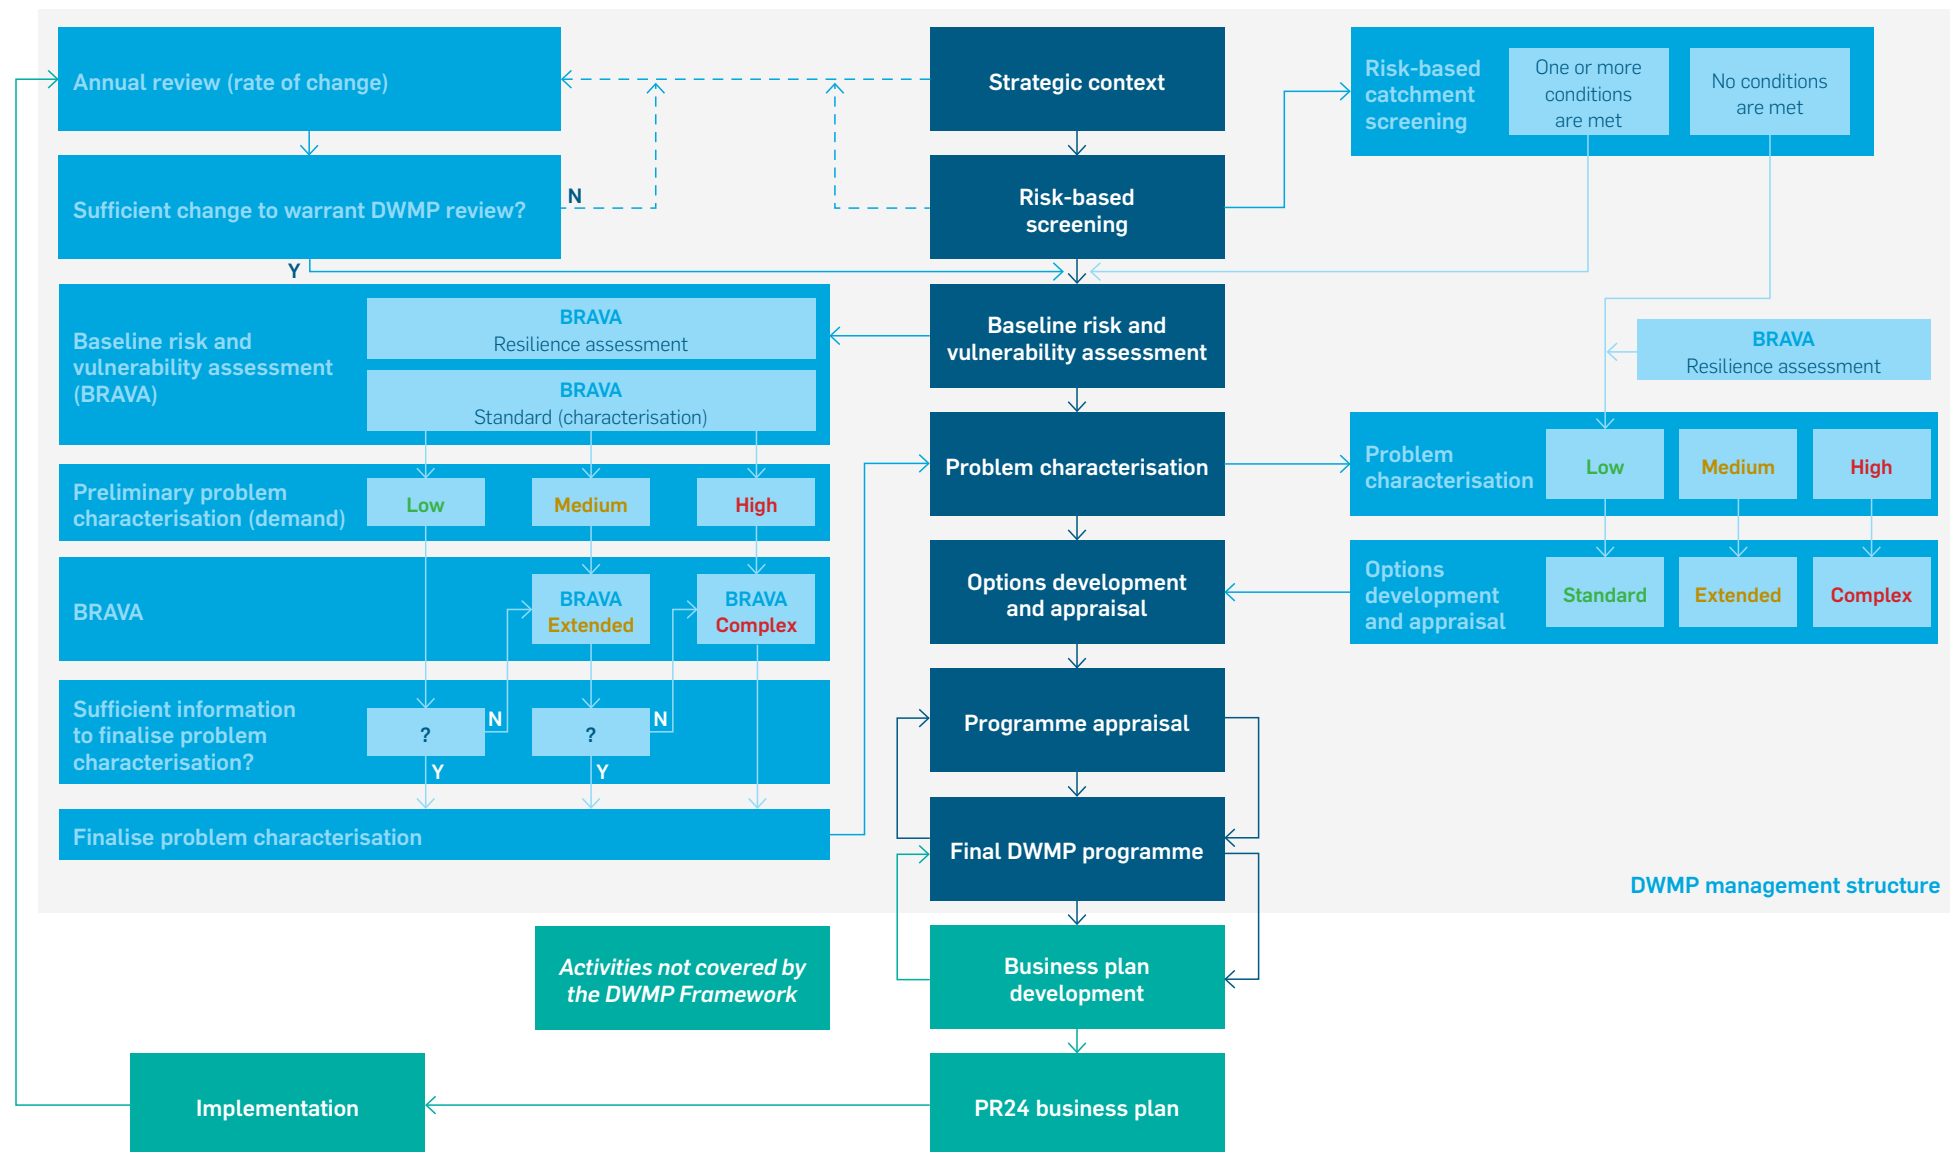 Annual review (rate of change)
Strategic context
Risk-based
catchment
screening
One or more
conditions
are met
No conditions
are met
Sufficient change to warrant DWMP review?
N
Y
Risk-based
screening
Baseline risk and
vulnerability assessment
(BRAVA)
BRAVA
Resilience assessment
BRAVA
Standard (characterisation)
Baseline risk and
vulnerability assessment
BRAVA
Resilience assessment
Preliminary problem
characterisation (demand)
Low
Medium
High
Problem characterisation
Problem
characterisation
Low
Medium
High
BRAVA
BRAVA
Extended
BRAVA
Complex
Options development
and appraisal
Options
development
and appraisal
Standard
Extended
Complex
Sufficient information
to finalise problem
characterisation?
?
N
Y
?
N
Y
Programme appraisal
Finalise problem characterisation
Final DWMP programme
DWMP management structure
Activities not covered by
the DWMP Framework
Business plan
development
Implementation
PR24 business plan